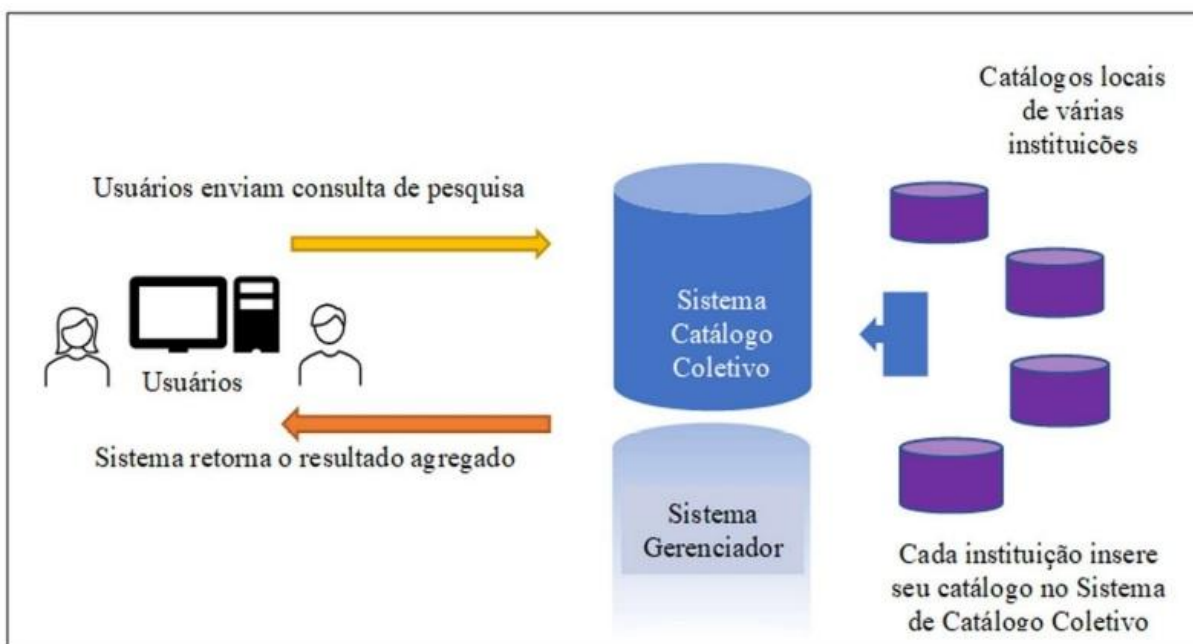 Catálogos locais
de várias
instituicões
Usuários enviam consulta de pesquisa
Sistema
Catálogo
Coletivo
Usuários
Sistema retorna o resultado agregado
Sistema
Gerenciador
Cada instituição insere
seu catálogo no Sistema
de Catálogo Coletivo